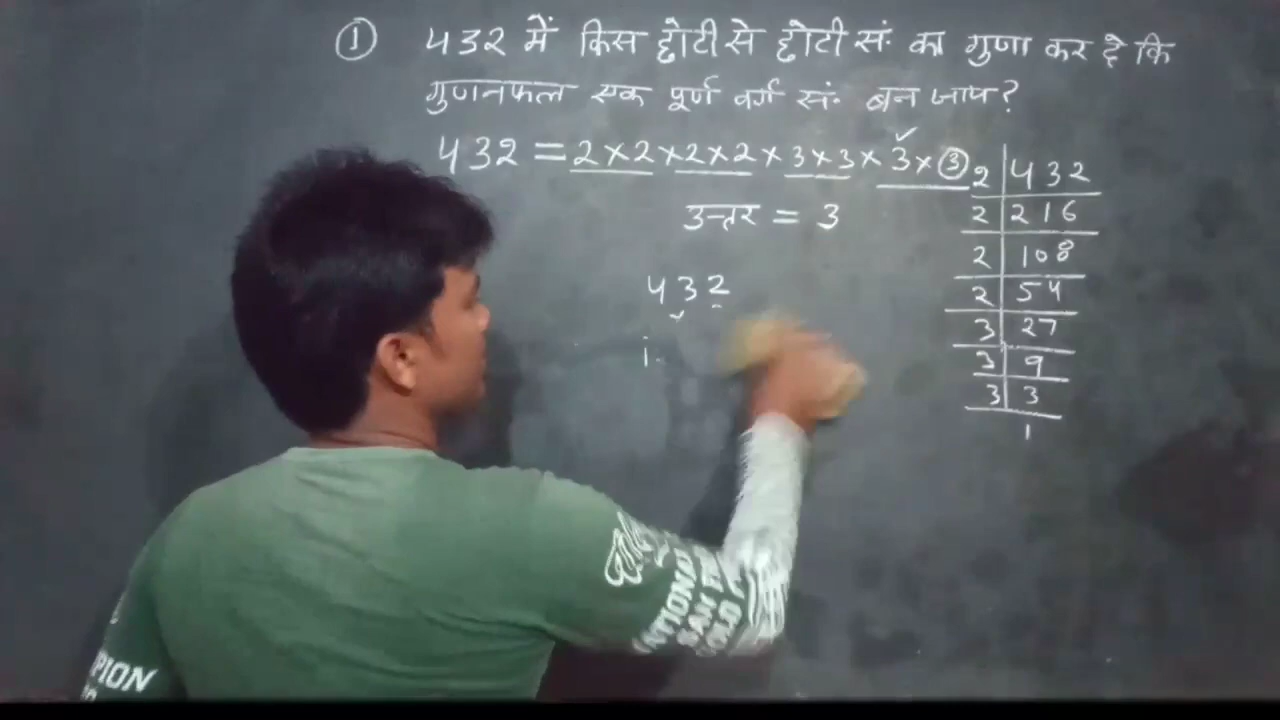 ① 432 में किस छोटी से छोटी सं. का गुणा कर दे कि
गुणनफल एक पूर्ण वर्ग सं. बन जाय?
432 = 2×2×2×2×3×3×3×③
उत्तर = 3
432
2 | 432
2 | 216
2 | 108
2 | 54
3 | 27
3 | 9
3 | 3
1
PION